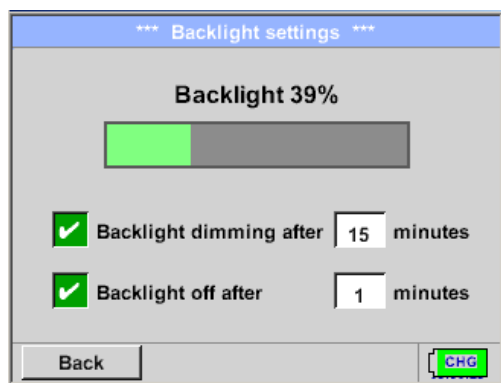 *** Backlight settings ***
Backlight 39%
Backlight dimming after 15 minutes
Backlight off after 1 minutes
Back
CHG